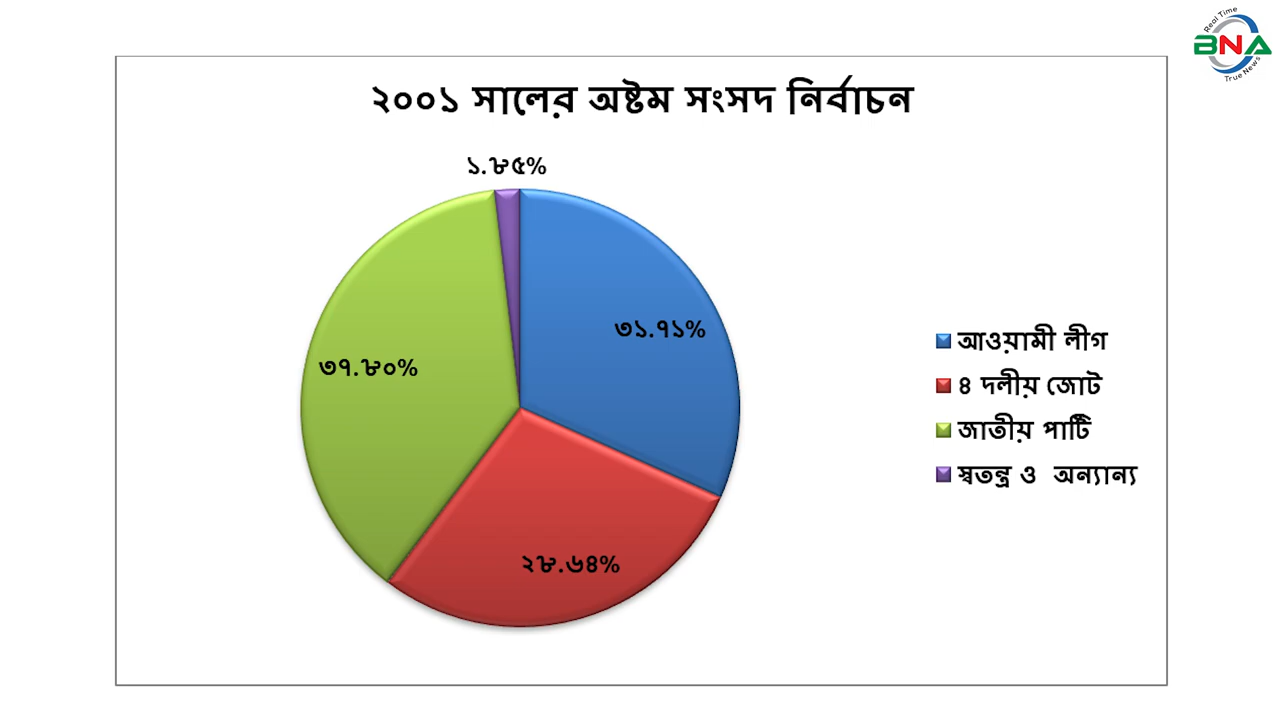 Real Time
BNA
True News
২০০১ সালের অষ্টম সংসদ নির্বাচন
১.৮৫%
৩১.৭১%
৩৭.৮০%
২৮.৬৪%
আওয়ামী লীগ
৪ দলীয় জোট
জাতীয় পার্টি
স্বতন্ত্র ও অন্যান্য